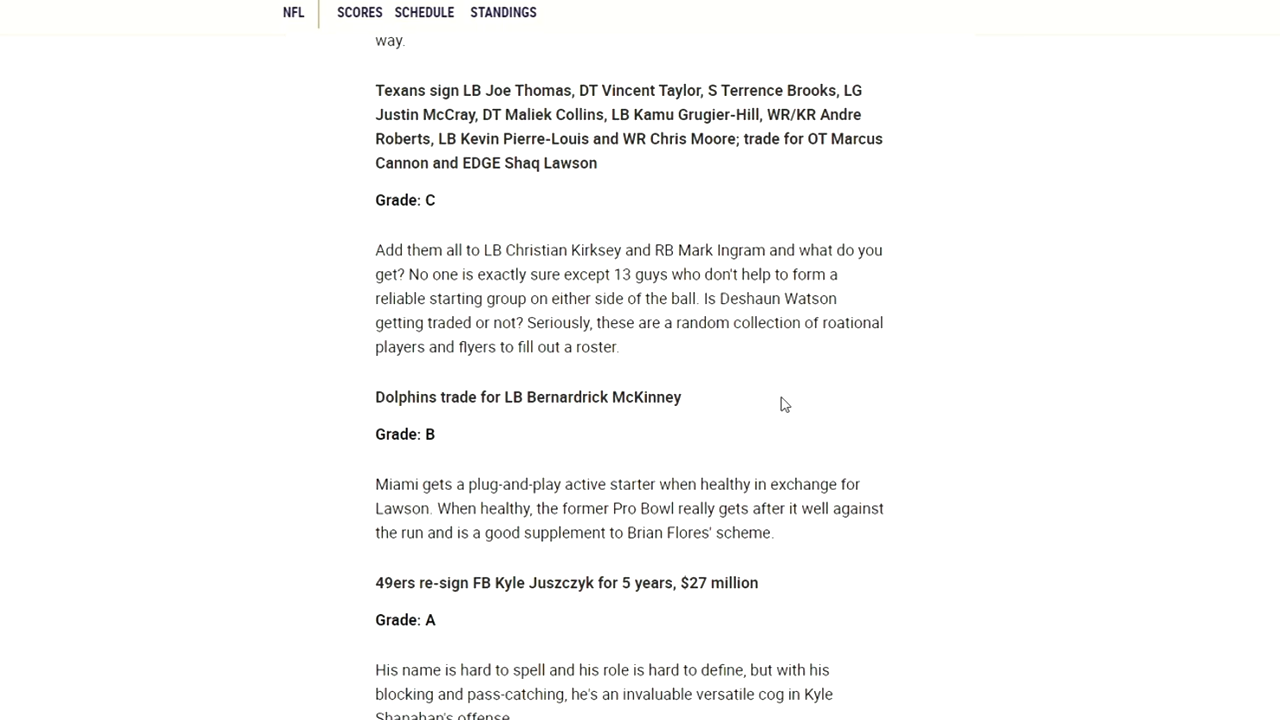 NFL SCORES SCHEDULE STANDINGS
way.
Texans sign LB Joe Thomas, DT Vincent Taylor, S Terrence Brooks, LG
Justin McCray, DT Maliek Collins, LB Kamu Grugier-Hill, WR/KR Andre
Roberts, LB Kevin Pierre-Louis and WR Chris Moore; trade for OT Marcus
Cannon and EDGE Shaq Lawson
Grade: C
Add them all to LB Christian Kirksey and RB Mark Ingram and what do you
get? No one is exactly sure except 13 guys who don't help to form a
reliable starting group on either side of the ball. Is Deshaun Watson
getting traded or not? Seriously, these are a random collection of roational
players and flyers to fill out a roster.
Dolphins trade for LB Bernardrick McKinney
Grade: B
Miami gets a plug-and-play active starter when healthy in exchange for
Lawson. When healthy, the former Pro Bowl really gets after it well against
the run and is a good supplement to Brian Flores' scheme.
49ers re-sign FB Kyle Juszczyk for 5 years, $27 million
Grade: A
His name is hard to spell and his role is hard to define, but with his
blocking and pass-catching, he's an invaluable versatile cog in Kyle
Shanahan's offense.